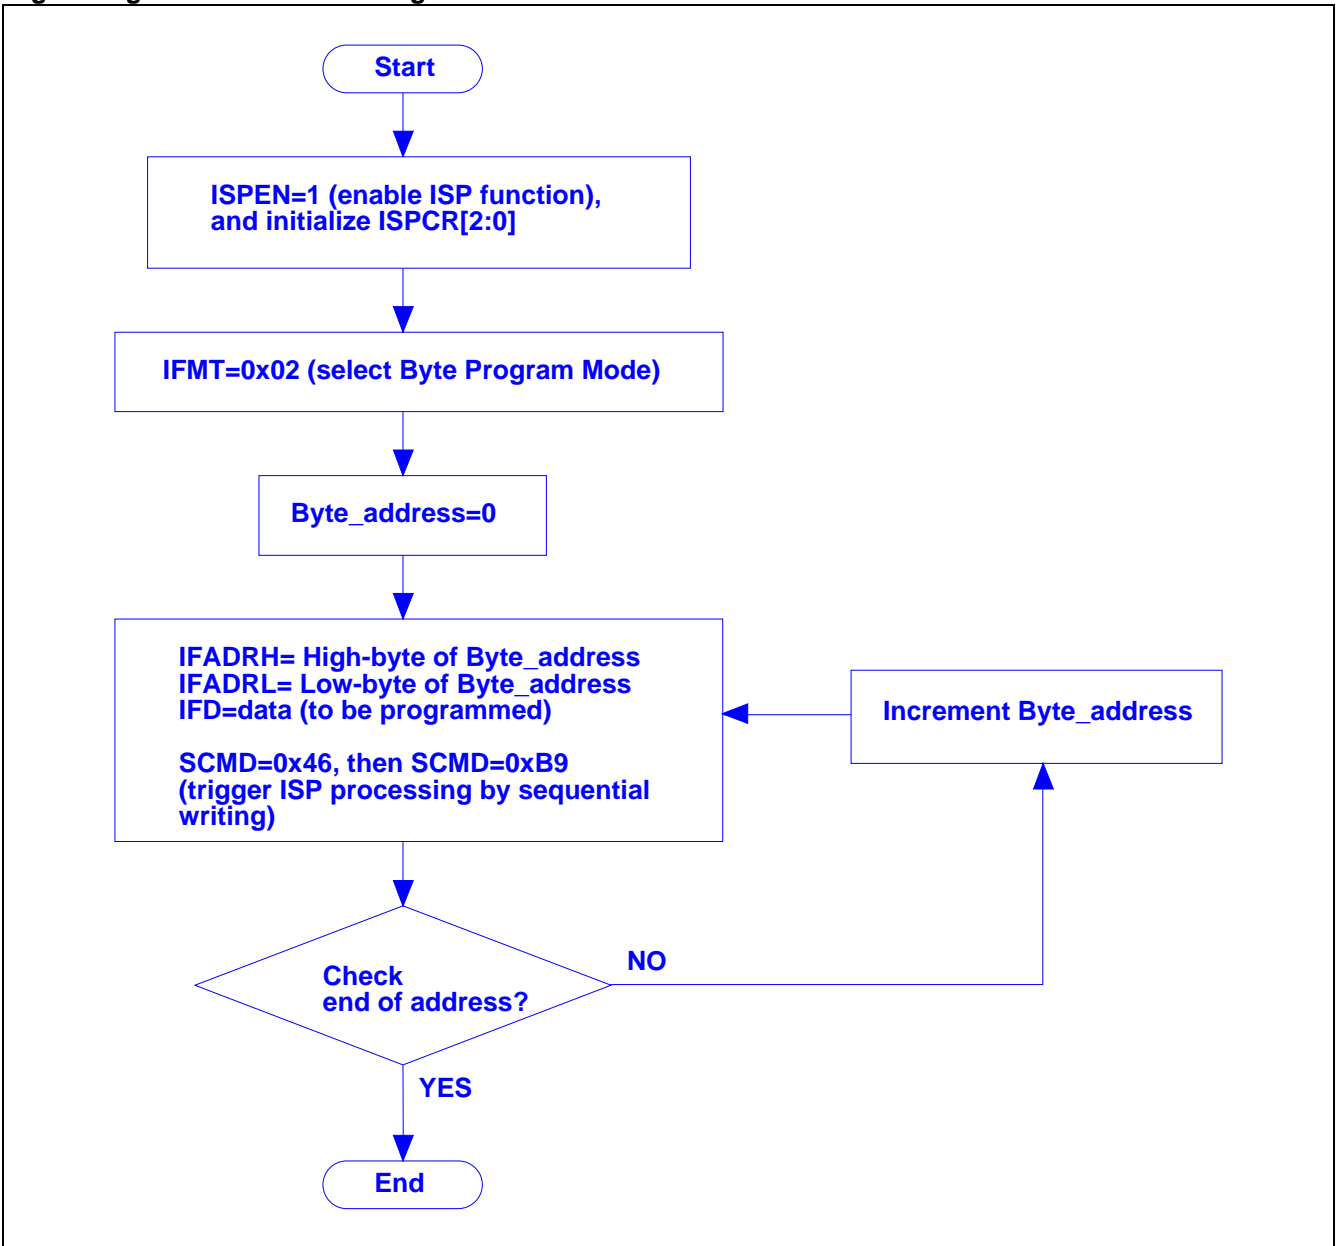 Start
ISPEN=1 (enable ISP function),
and initialize ISPCR[2:0]
IFMT=0x02 (select Byte Program Mode)
Byte_address=0
IFADRH= High-byte of Byte_address
IFADRL= Low-byte of Byte_address
IFD=data (to be programmed)
SCMD=0x46, then SCMD=0xB9
(trigger ISP processing by sequential
writing)
Increment Byte_address
Check
end of address?
NO
YES
End